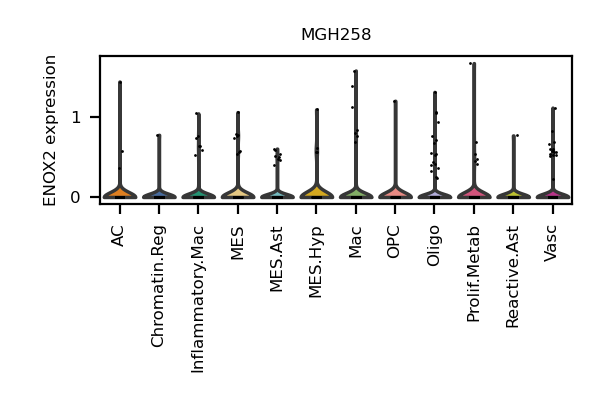 MGH258
ENOX2 expression
1
0
AC
Chromatin.Reg
Inflammatory.Mac
MES
MES.Ast
MES.Hyp
Mac
OPC
Oligo
Prolif.Metab
Reactive.Ast
Vasc